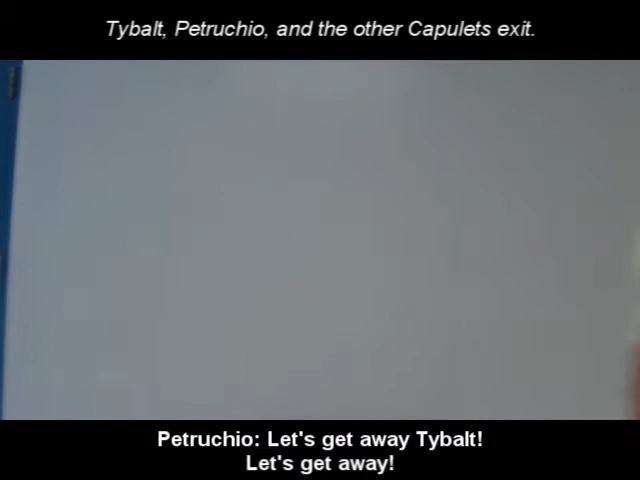 Tybalt, Petruchio, and the other Capulets exit.
Petruchio: Let's get away Tybalt!
Let's get away!